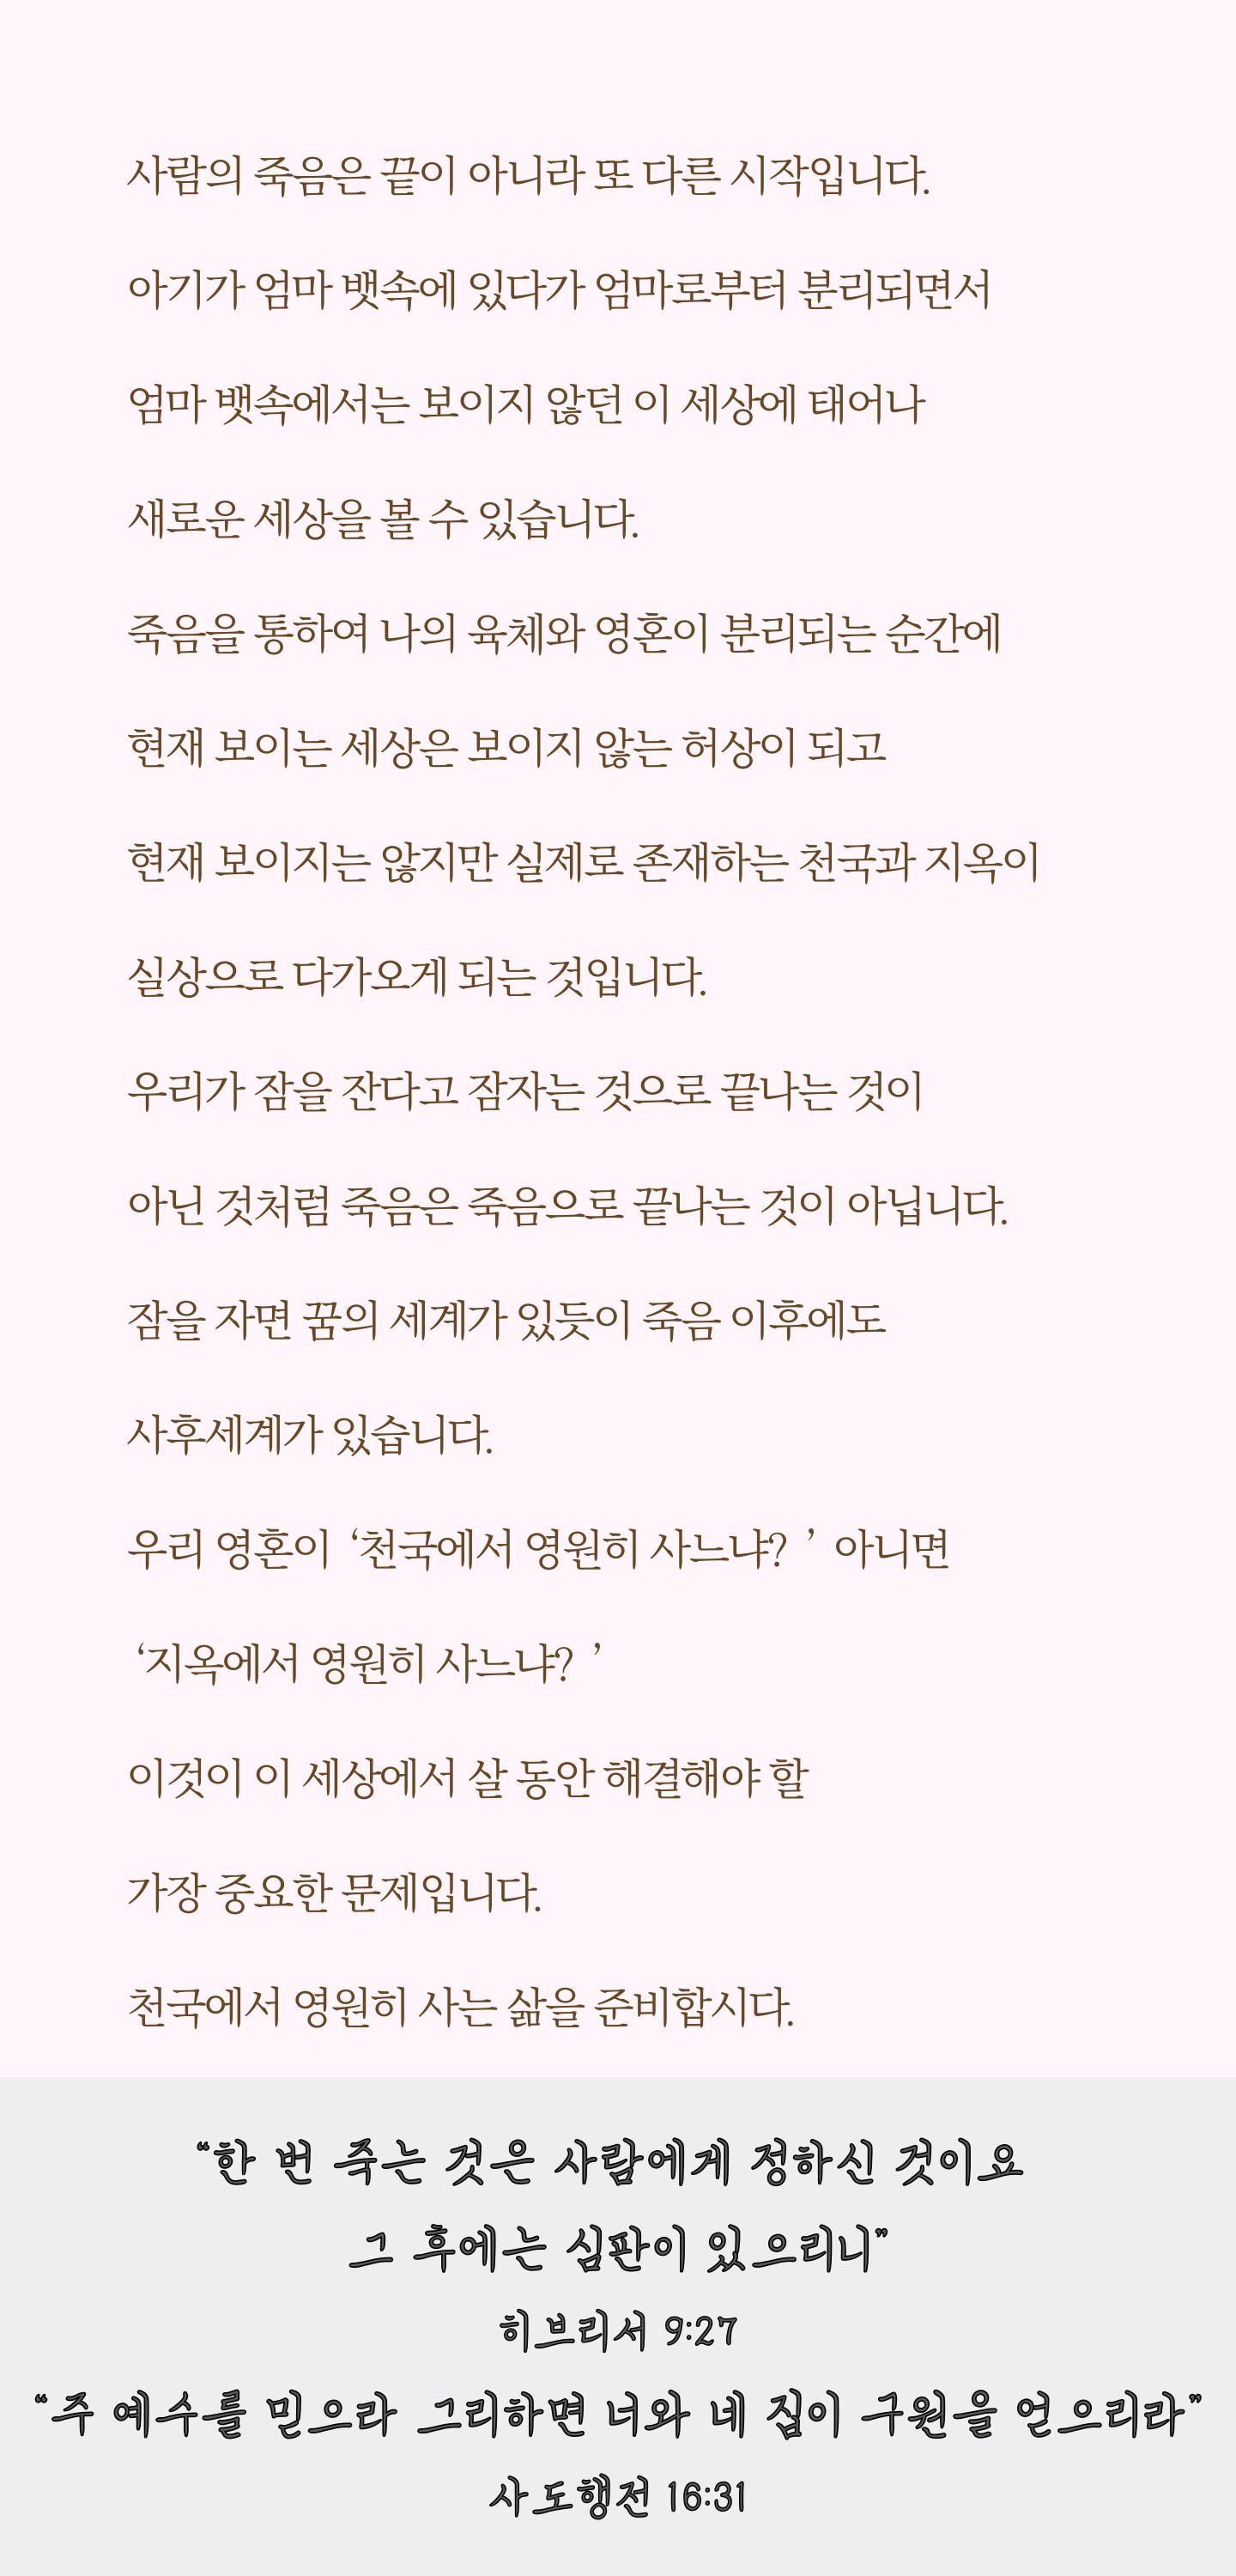 사람의 죽음은 끝이 아니라 또 다른 시작입니다.
아기가 엄마 뱃속에 있다가 엄마로부터 분리되면서
엄마 뱃속에서는 보이지 않던 이 세상에 태어나
새로운 세상을 볼 수 있습니다.
죽음을 통하여 나의 육체와 영혼이 분리되는 순간에
현재 보이는 세상은 보이지 않는 허상이 되고
현재 보이지는 않지만 실제로 존재하는 천국과 지옥이
실상으로 다가오게 되는 것입니다.
우리가 잠을 잔다고 잠자는 것으로 끝나는 것이
아닌 것처럼 죽음은 죽음으로 끝나는 것이 아닙니다.
잠을 자면 꿈의 세계가 있듯이 죽음 이후에도
사후세계가 있습니다.
우리 영혼이 ‘천국에서 영원히 사느냐? ’ 아니면
‘지옥에서 영원히 사느냐? ’
이것이 이 세상에서 살 동안 해결해야 할
가장 중요한 문제입니다.
천국에서 영원히 사는 삶을 준비합시다.
“한 번 죽는 것은 사람에게 정하신 것이요
그 후에는 심판이 있으리니”
히브리서 9:27
“주 예수를 믿으라 그리하면 너와 네 집이 구원을 얻으리라”
사도행전 16:31